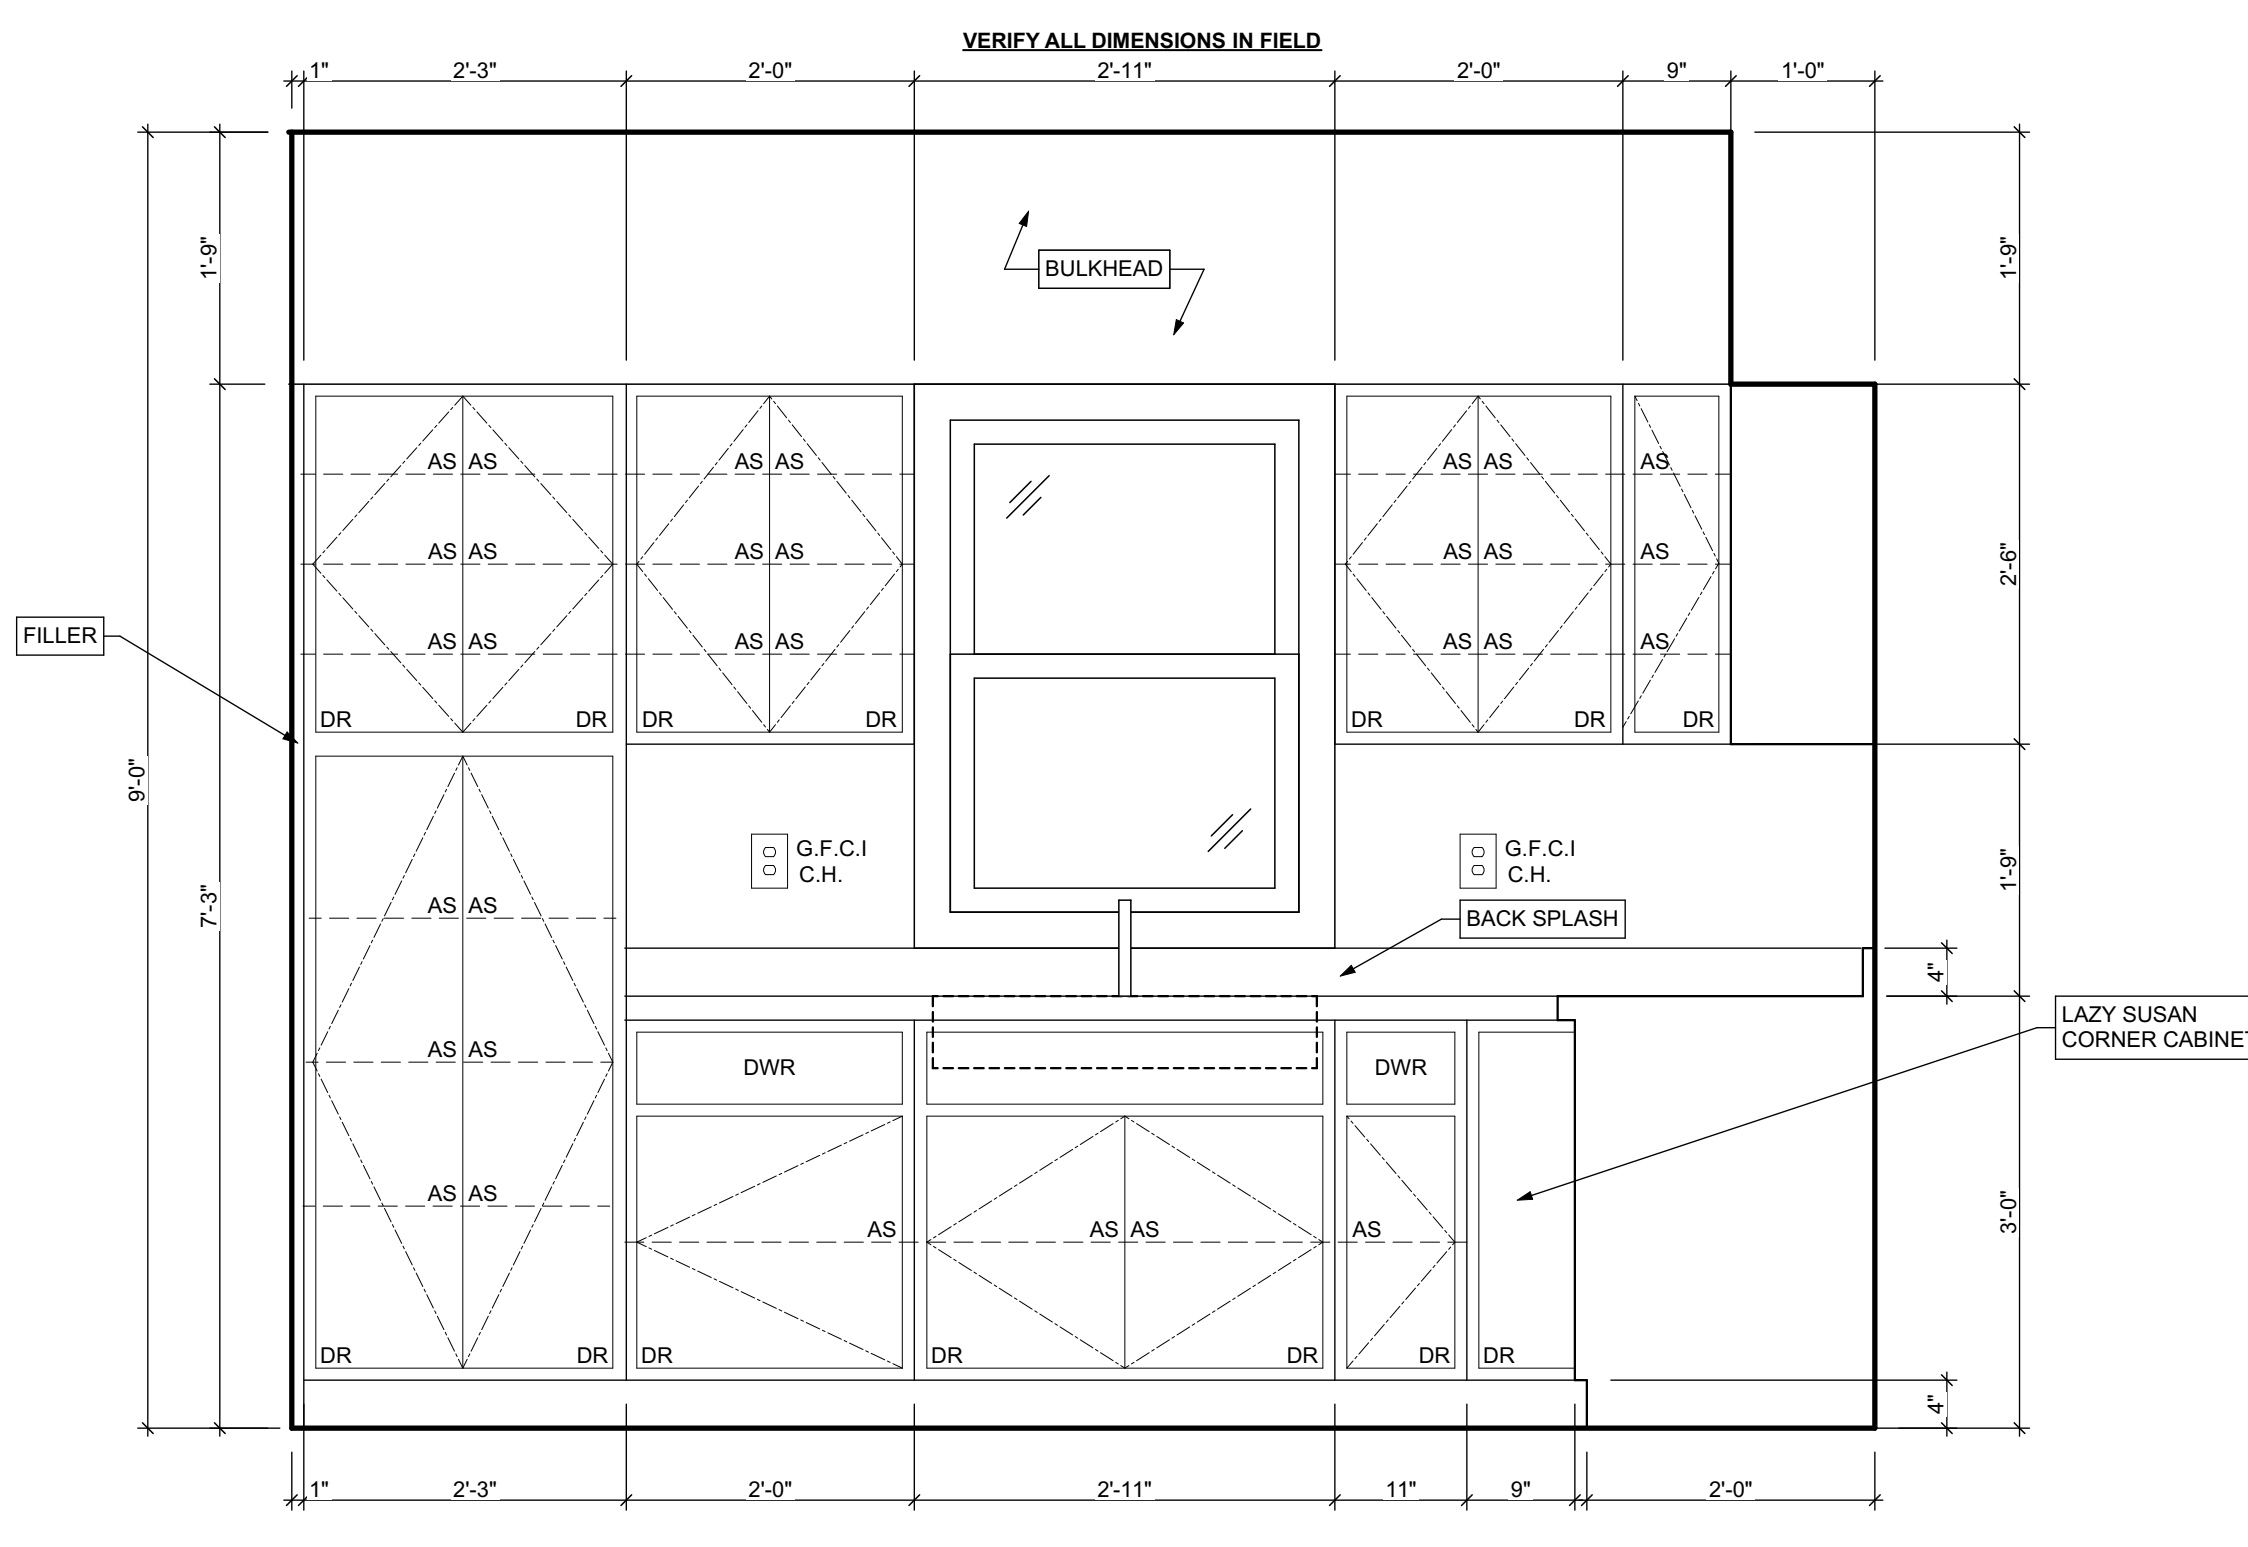 VERIFY ALL DIMENSIONS IN FIELD
1" 2'-3" 2'-0" 2'-11" 2'-0" 9" 1'-0"
1'-9" BULKHEAD 1'-9"
AS AS AS AS AS AS AS
AS AS AS AS AS AS AS
2'-6"
FILLER
AS AS AS AS AS AS AS
DR DR DR DR DR DR DR
9'-0"
G.F.C.I G.F.C.I
C.H. C.H.
1'-9"
7'-3"
AS AS BACK SPLASH
4"
LAZY SUSAN
CORNER CABINET
AS AS
DWR DWR
AS AS
3'-0"
AS AS AS AS
DR DR DR DR DR DR DR
4"
1" 2'-3" 2'-0" 2'-11" 11" 9" 2'-0"